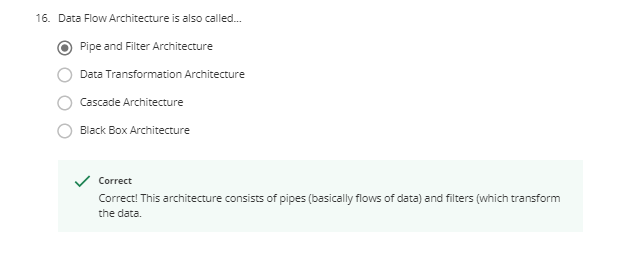 16. Data Flow Architecture is also called...
Pipe and Filter Architecture
Data Transformation Architecture
Cascade Architecture
Black Box Architecture
Correct
Correct! This architecture consists of pipes (basically flows of data) and filters (which transform
the data.